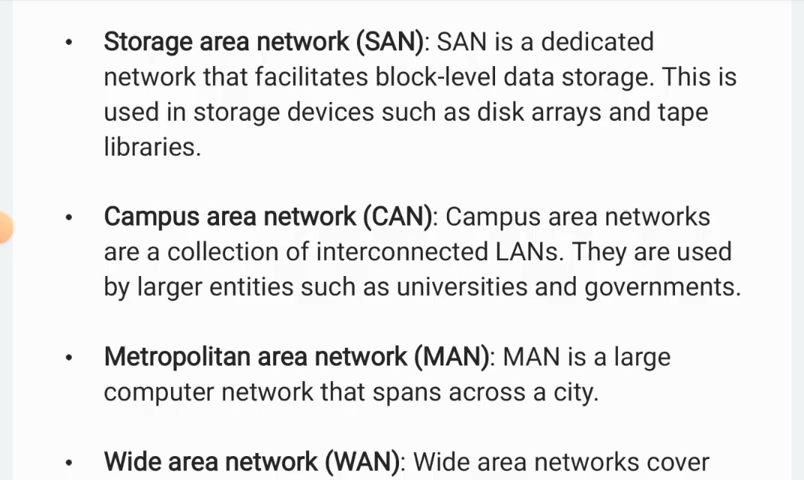 • Storage area network (SAN): SAN is a dedicated
network that facilitates block-level data storage. This is
used in storage devices such as disk arrays and tape
libraries.
• Campus area network (CAN): Campus area networks
are a collection of interconnected LANs. They are used
by larger entities such as universities and governments.
• Metropolitan area network (MAN): MAN is a large
computer network that spans across a city.
• Wide area network (WAN): Wide area networks cover